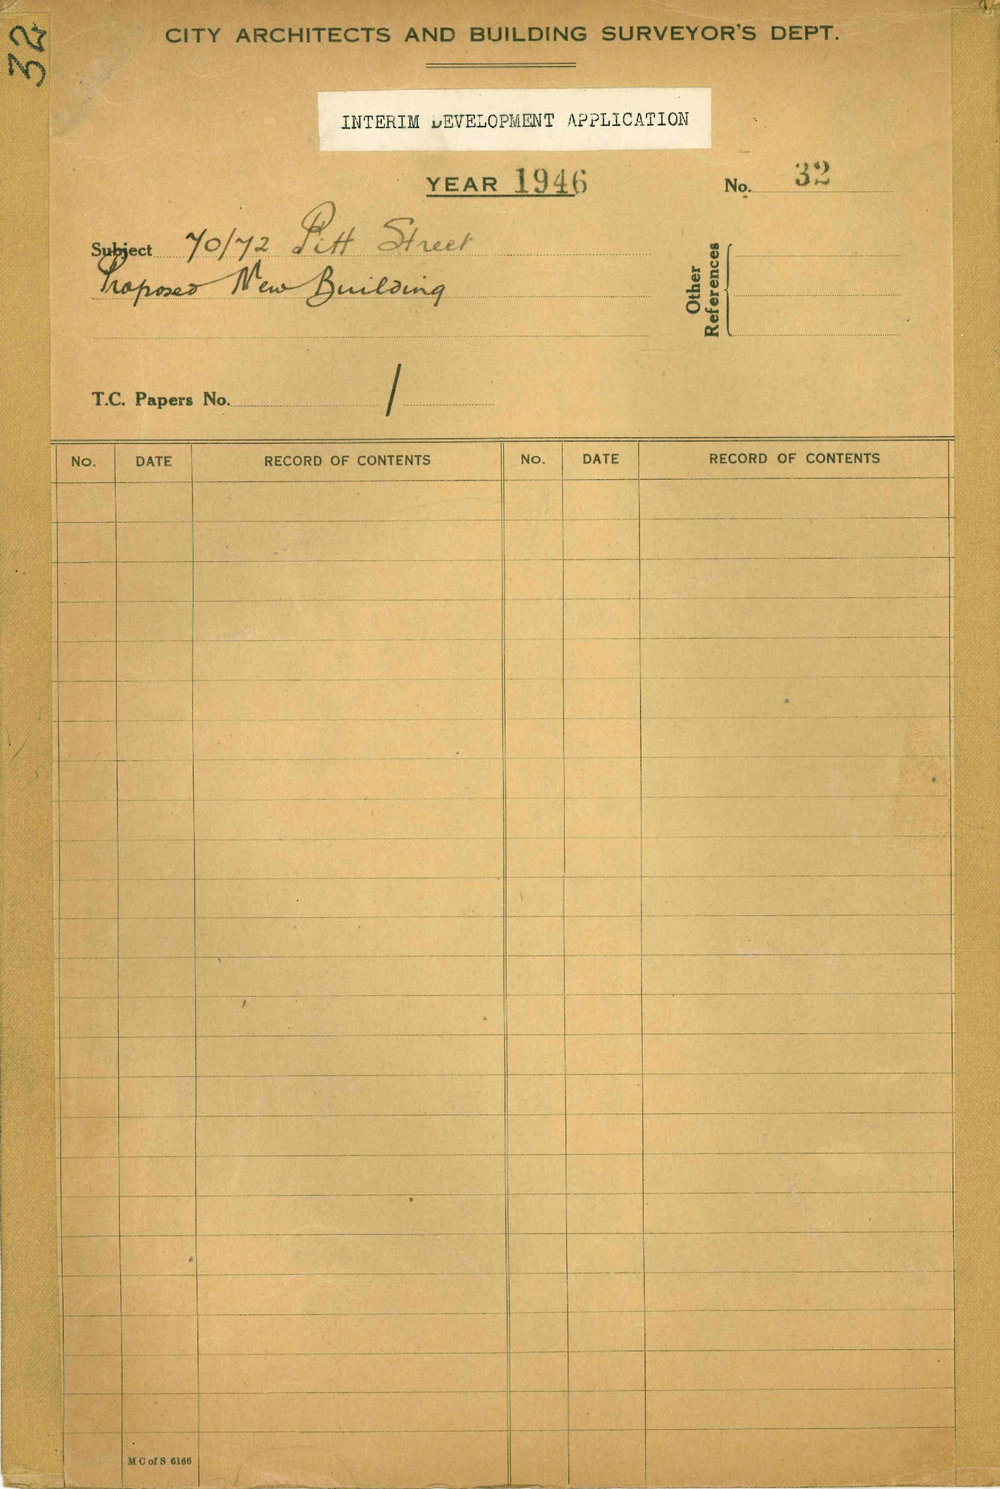 32
CITY ARCHITECTS AND BUILDING SURVEYOR'S DEPT.
INTERIM DEVELOPMENT APPLICATION
YEAR 1946
No. 32
Subject 70/72 Pitt Street
Proposed New Building
Other References
T.C. Papers No. /
No. DATE RECORD OF CONTENTS No. DATE RECORD OF CONTENTS
M C of S 6166